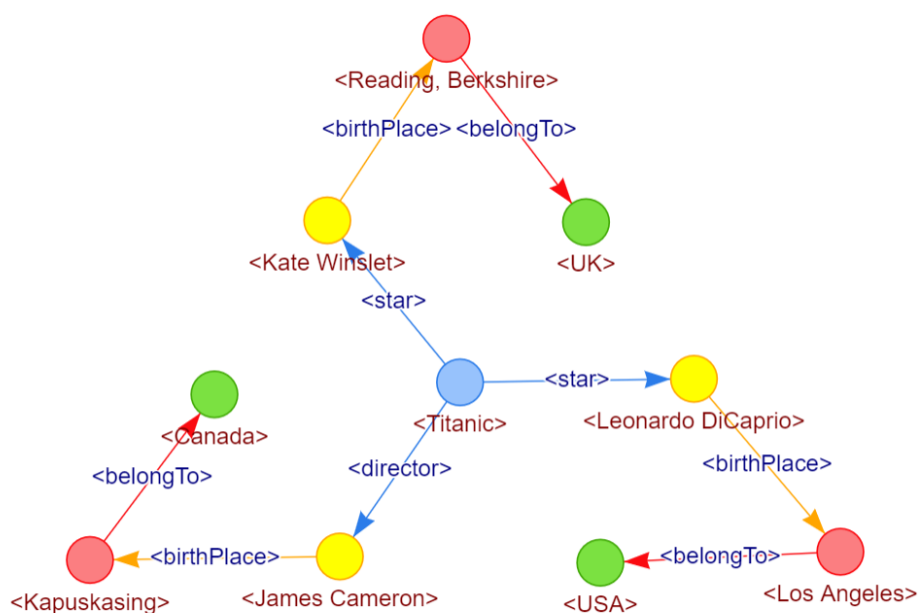 <Reading, Berkshire>
<birthPlace> <belongTo>
<Kate Winslet> <UK>
<star>
<star>
<Titanic> <Leonardo DiCaprio>
<Canada>
<birthPlace>
<director>
<belongTo>
<birthPlace> <belongTo>
<Kapuskasing> <James Cameron> <USA> <Los Angeles>